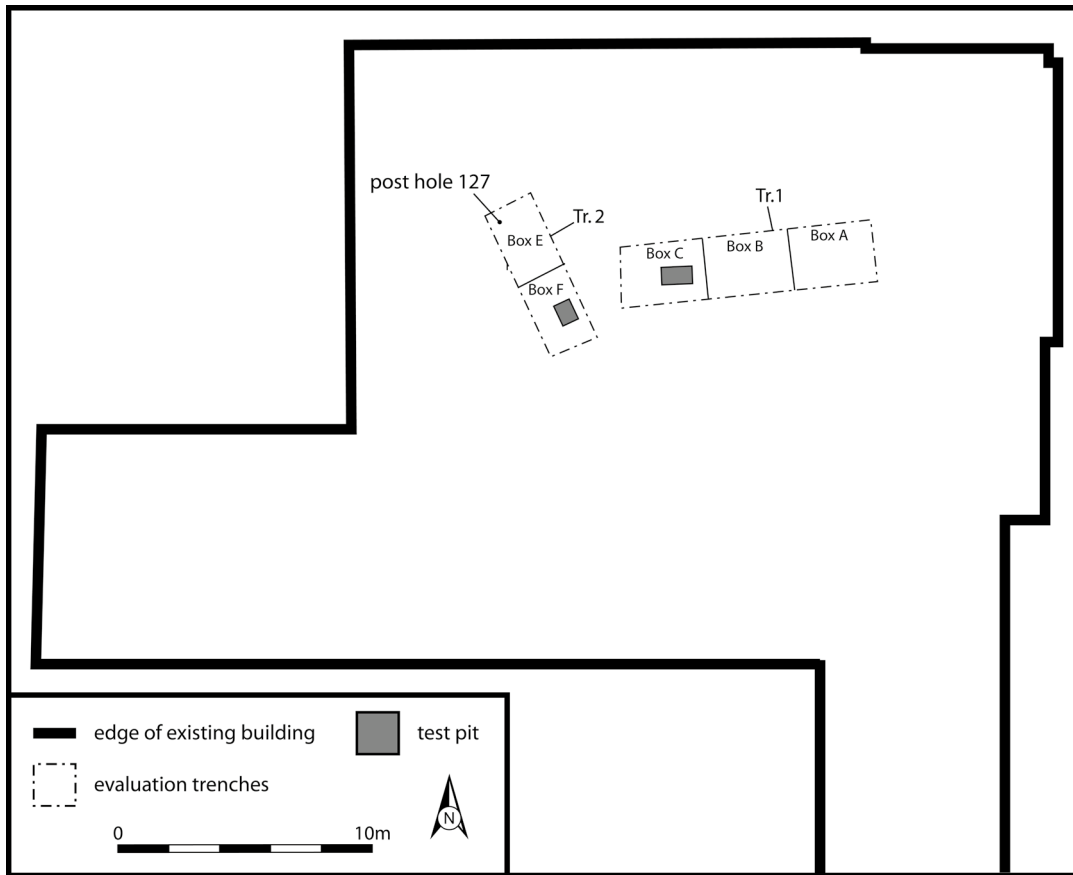 post hole 127
Tr. 2
Tr.1
Box E
Box F
Box C
Box B
Box A
edge of existing building
test pit
evaluation trenches
N
0
10m